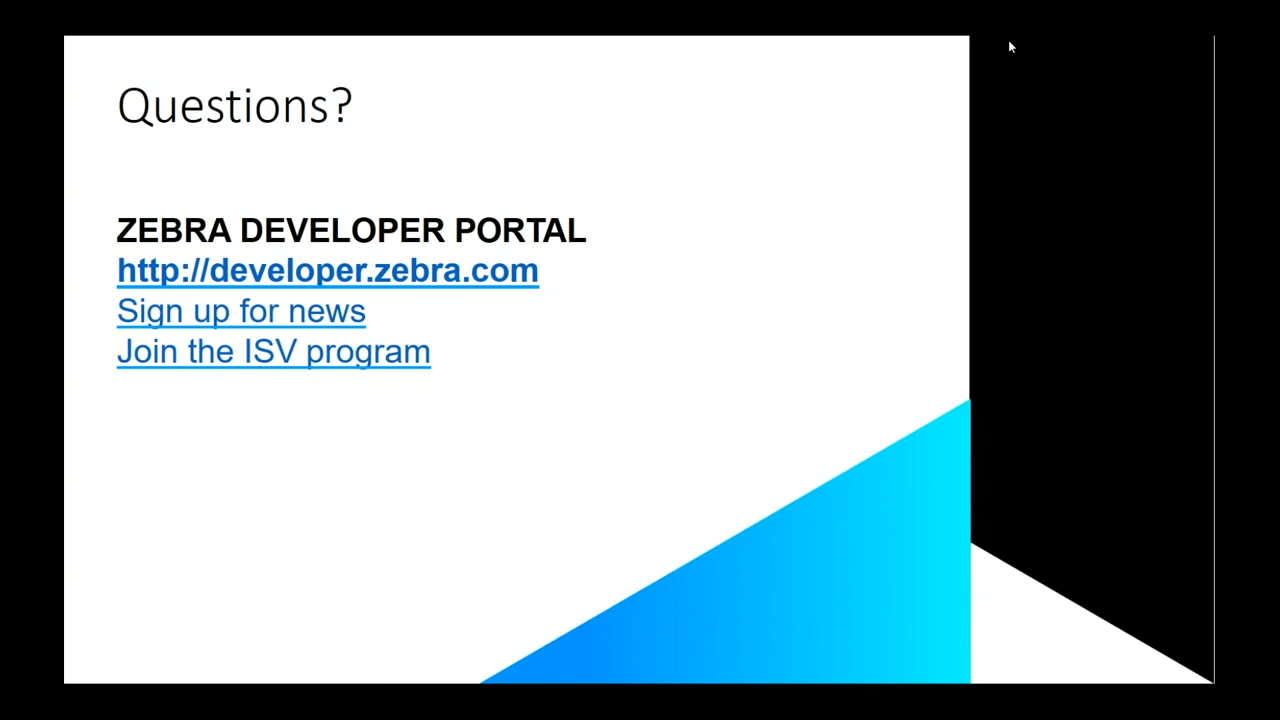 Questions?
ZEBRA DEVELOPER PORTAL
http://developer.zebra.com
Sign up for news
Join the ISV program